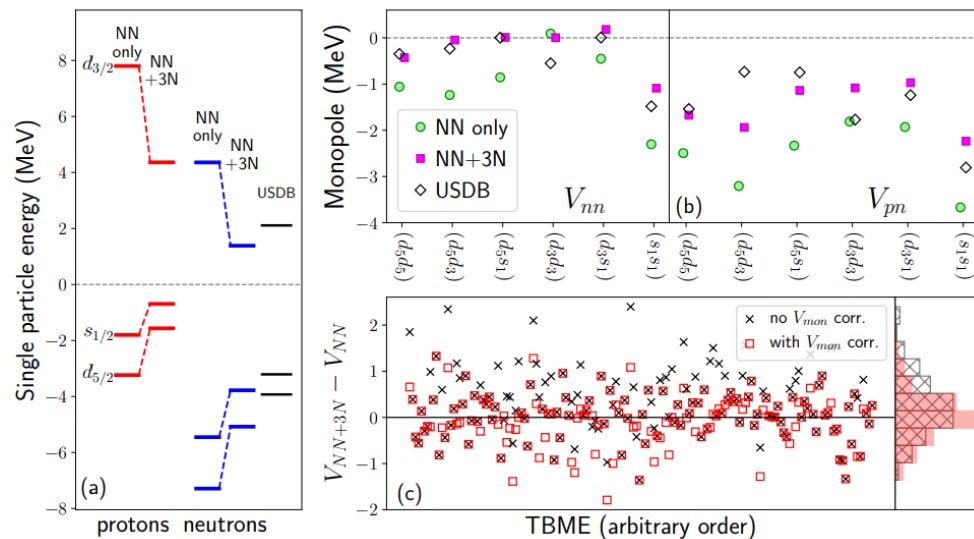 Single particle energy (MeV)
8
6
4
2
0
−2
−4
−6
−8
NN
only
NN
+3N
d3/2
s1/2
d5/2
NN
only
NN
+3N
USDB
(a)
protons
neutrons
Monopole (MeV)
0
−1
−2
−3
−4
NN only
NN+3N
USDB
Vnn
(b)
Vpn
(d5d5)
(d5d3)
(d5s1)
(d3d3)
(d3s1)
(s1s1)
(d5d5)
(d5d3)
(d5s1)
(d3d3)
(d3s1)
(s1s1)
VNN+3N − VNN
2
1
0
−1
−2
no Vmon corr.
with Vmon corr.
(c)
TBME (arbitrary order)